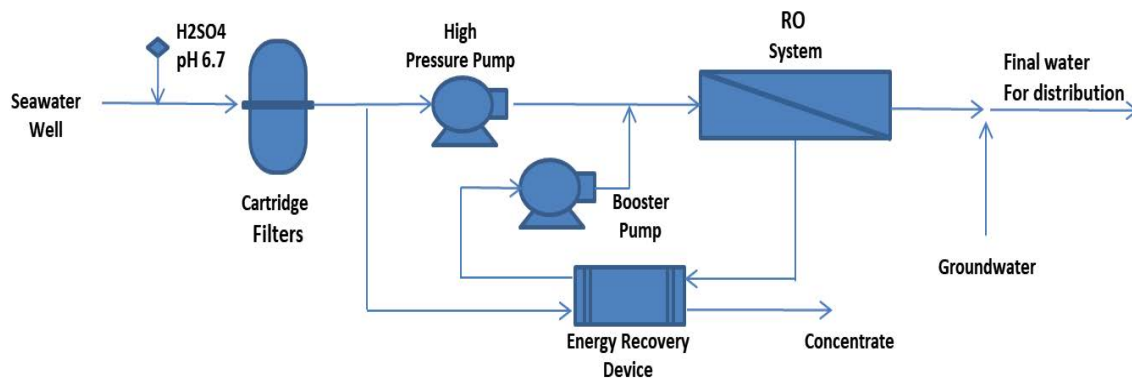 H2SO4
pH 6.7
Seawater
Well
Cartridge
Filters
High
Pressure Pump
Booster
Pump
RO
System
Energy Recovery
Device
Concentrate
Final water
For distribution
Groundwater